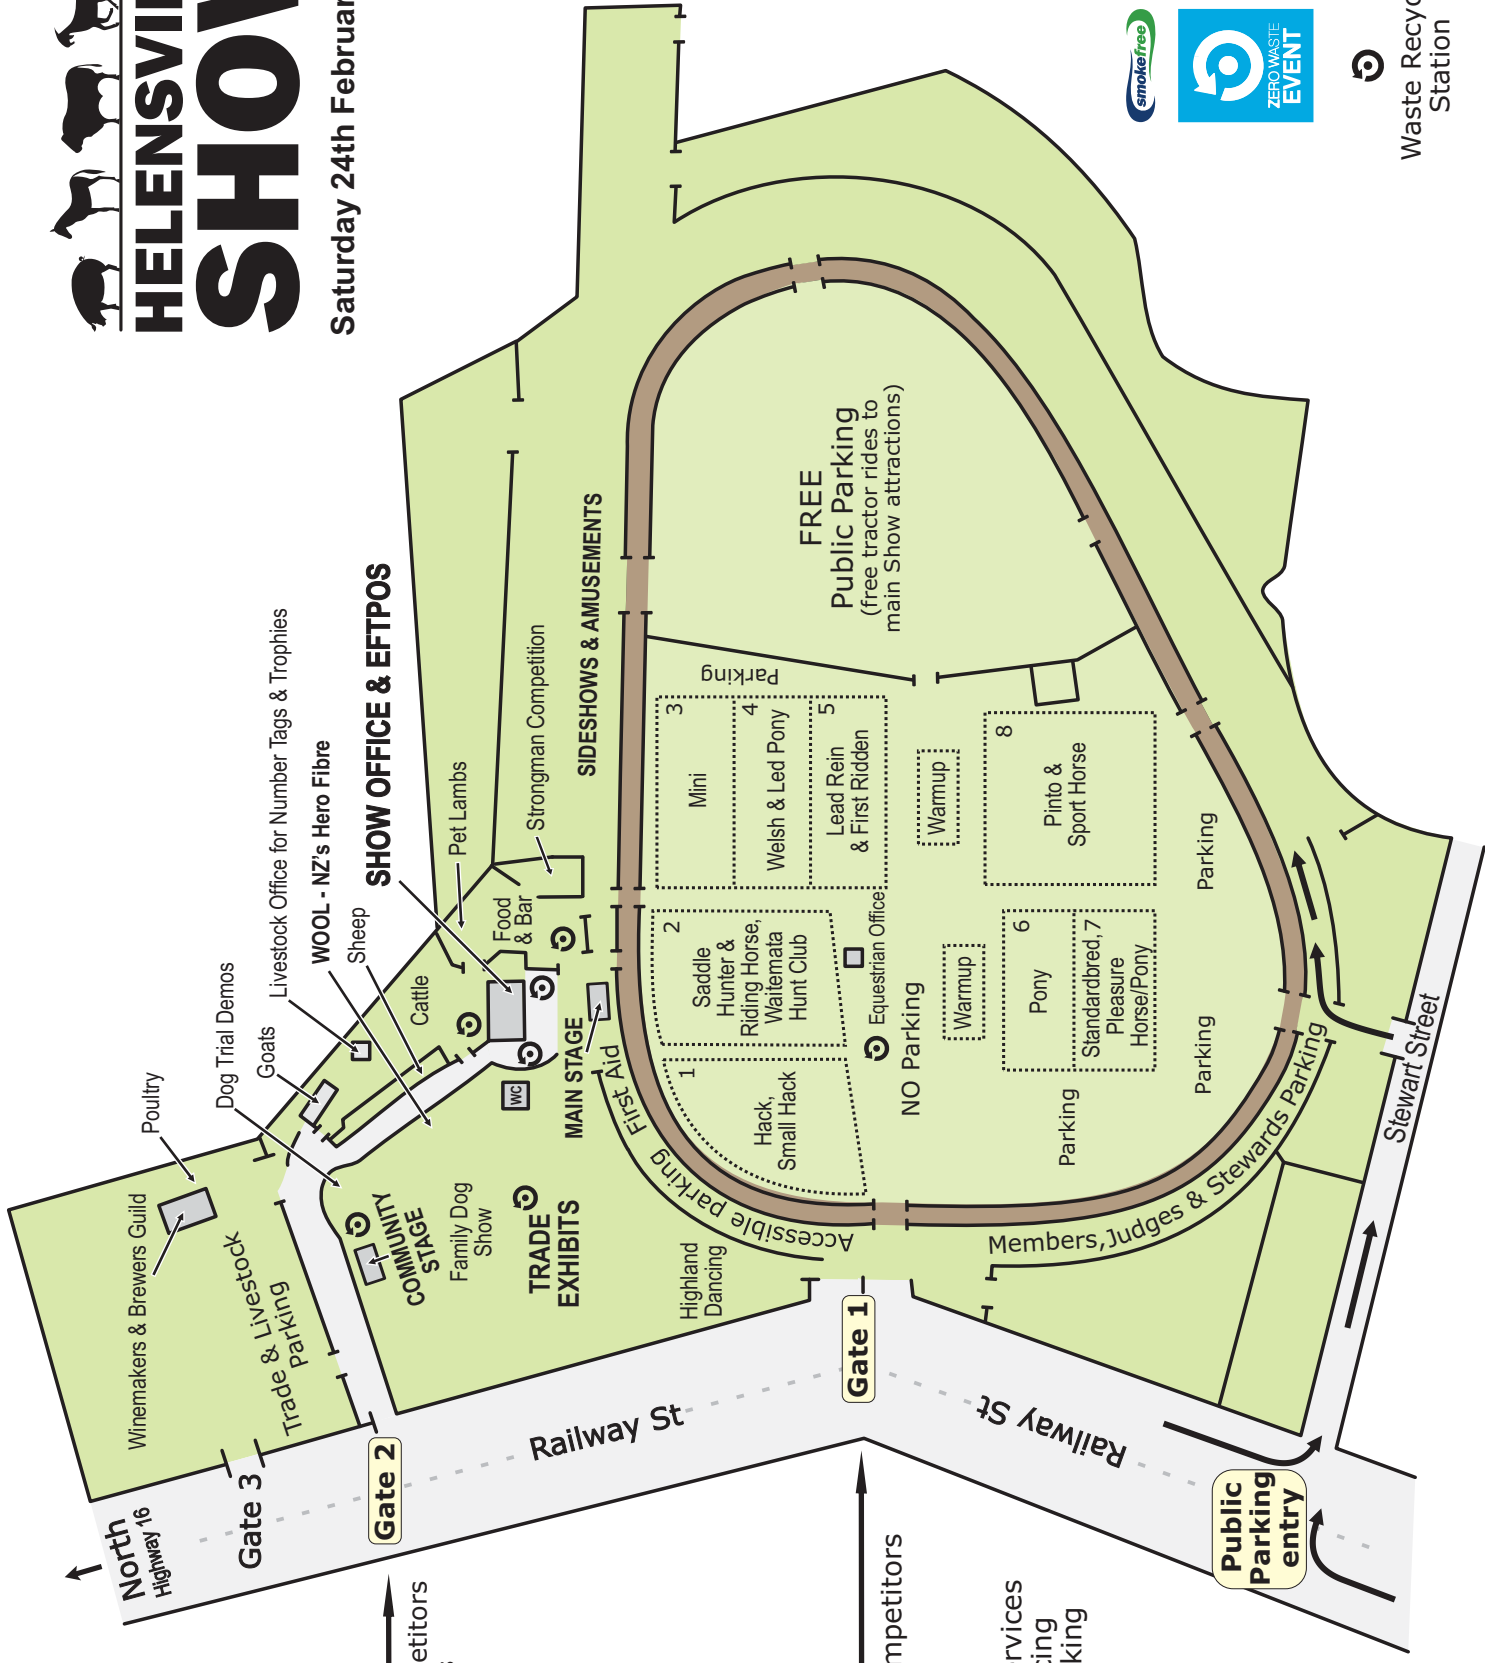 HELENSVIL
SHOW
Saturday 24th Februar
smokefree
ZERO WASTE
EVENT
Waste Recyc
Station
Poultry
Winemakers & Brewers Guild
Trade & Livestock
Parking
Dog Trial Demos
Goats
Livestock Office for Number Tags & Trophies
WOOL - NZ's Hero Fibre
Sheep
SHOW OFFICE & EFTPOS
Cattle
Pet Lambs
Food
& Bar
Strongman Competition
SIDESHOWS & AMUSEMENTS
wc
MAIN STAGE
COMMUNITY
STAGE
Family Dog
Show
TRADE
EXHIBITS
Highland
Dancing
First Aid
Accessible parking
1
Hack,
Small Hack
2
Saddle
Hunter &
Riding Horse,
Waitemata
Hunt Club
3
Mini
4
Welsh & Led Pony
5
Lead Rein
& First Ridden
Parking
FREE
Public Parking
(free tractor rides to
main Show attractions)
Equestrian Office
NO Parking
Warmup
Warmup
6
Pony
Standardbred, 7
Pleasure
Horse/Pony
8
Pinto &
Sport Horse
Parking
Parking
Parking
Members,Judges & Stewards Parking
Stewart Street
North
Highway 16
Gate 3
Gate 2
Railway St
Gate 1
Railway St
Public
Parking
entry
etitors
mpetitors
rvices
cing
king